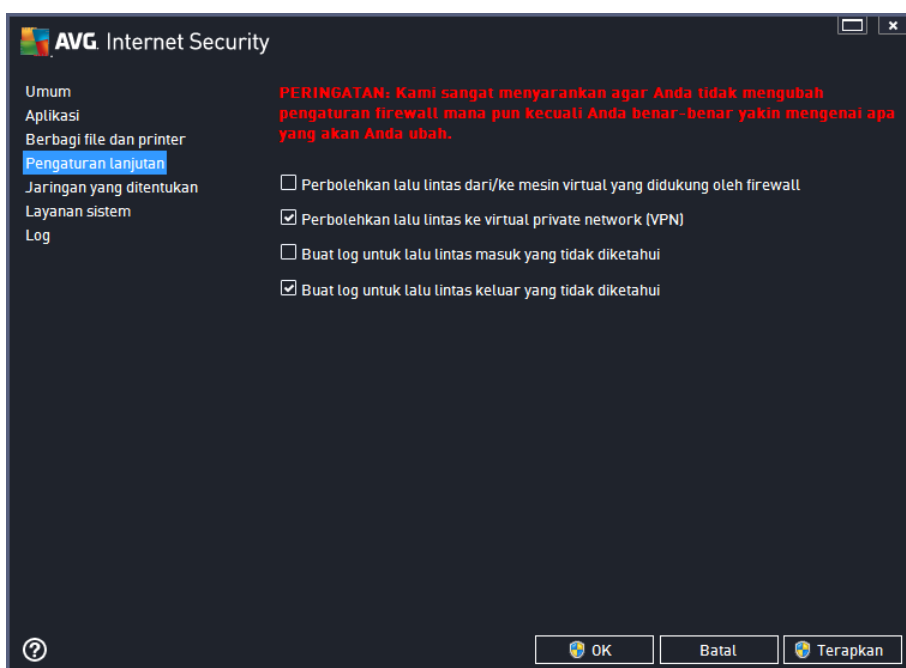 AVG. Internet Security
Umum
Aplikasi
Berbagi file dan printer
Pengaturan lanjutan
Jaringan yang ditentukan
Layanan sistem
Log
PERINGATAN: Kami sangat menyarankan agar Anda tidak mengubah
pengaturan firewall mana pun kecuali Anda benar-benar yakin mengenai apa
yang akan Anda ubah.
Perbolehkan lalu lintas dari/ke mesin virtual yang didukung oleh firewall
Perbolehkan lalu lintas ke virtual private network (VPN)
Buat log untuk lalu lintas masuk yang tidak diketahui
Buat log untuk lalu lintas keluar yang tidak diketahui
OK
Batal
Terapkan